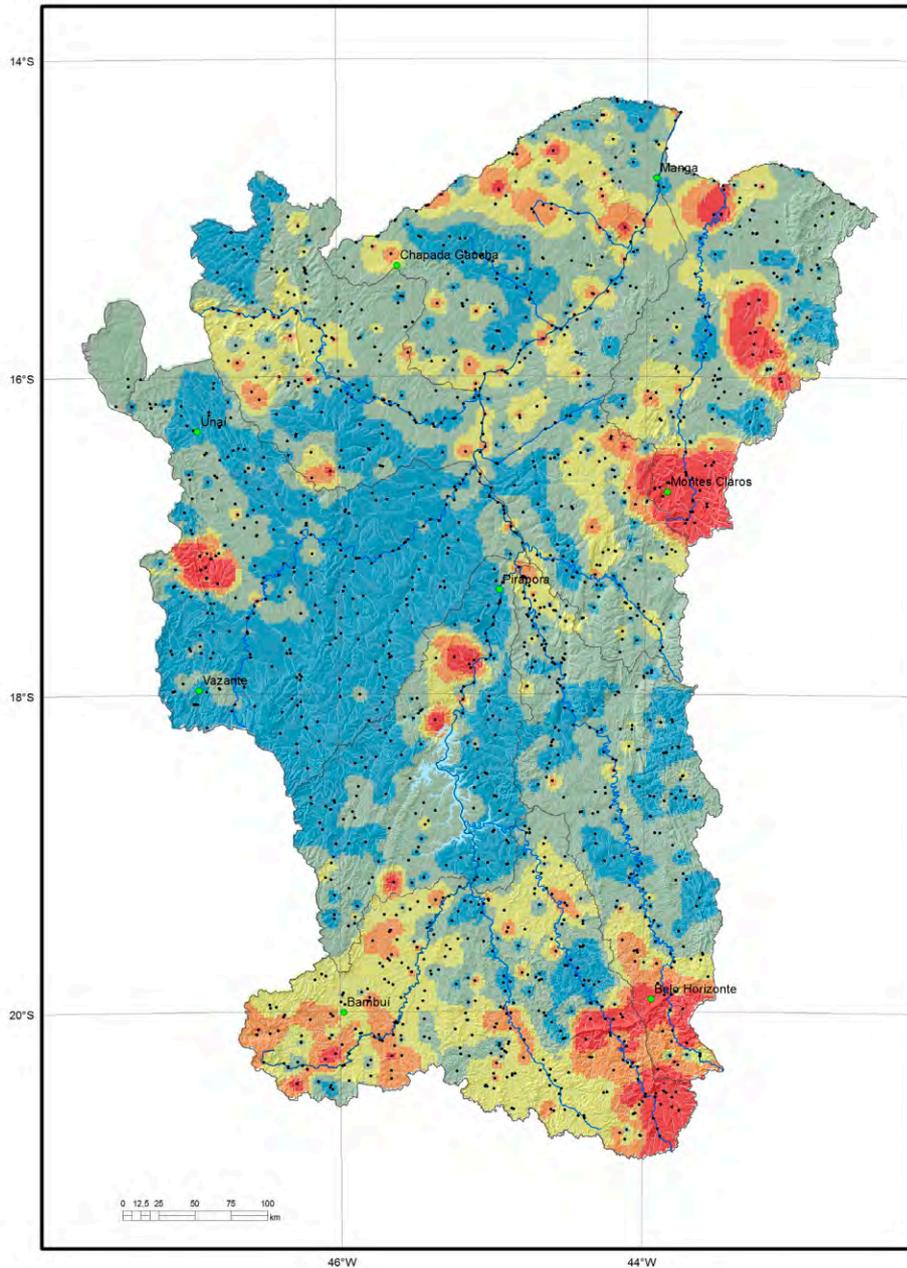 14°S
Manga
Chapada Gaúcha
16°S
Unaí
Montes Claros
Pirapora
Vazante
18°S
Belo Horizonte
Bambuí
20°S
0 12,5 25 50 75 100
km
46°W 44°W